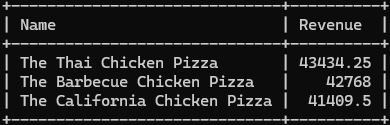 +-----------------------------+----------+
| Name                        | Revenue  |
+-----------------------------+----------+
| The Thai Chicken Pizza      | 43434.25 |
| The Barbecue Chicken Pizza  |    42768 |
| The California Chicken Pizza |  41409.5 |
+-----------------------------+----------+